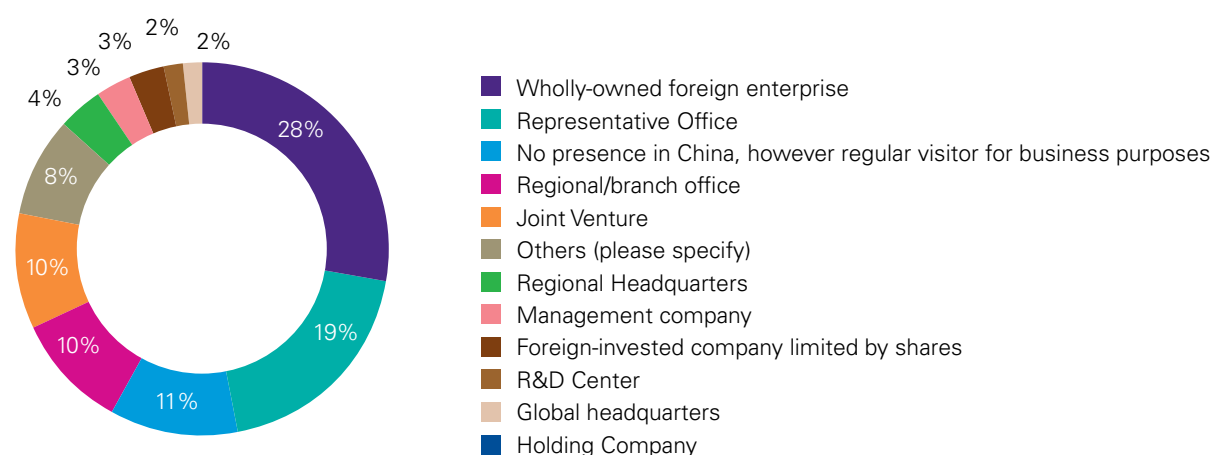 2%
2%
3%
3%
4%
28%
8%
10%
19%
10%
11%
Wholly-owned foreign enterprise
Representative Office
No presence in China, however regular visitor for business purposes
Regional/branch office
Joint Venture
Others (please specify)
Regional Headquarters
Management company
Foreign-invested company limited by shares
R&D Center
Global headquarters
Holding Company